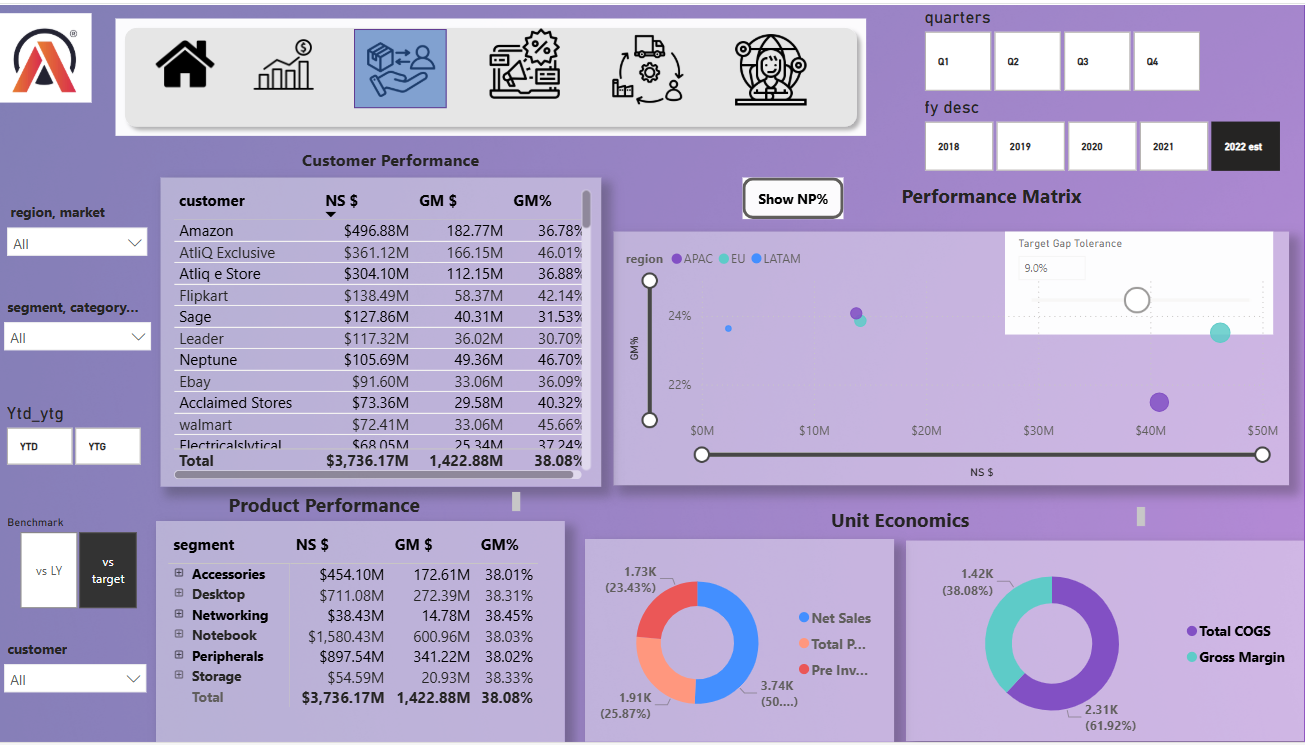 quarters
Q1 Q2 Q3 Q4
fy desc
2018 2019 2020 2021 2022 est
Customer Performance
customer NS $ GM $ GM%
Amazon $496.88M 182.77M 36.78%
AtliQ Exclusive $361.12M 166.15M 46.01%
Atliq e Store $304.10M 112.15M 36.88%
Flipkart $138.49M 58.37M 42.14%
Sage $127.86M 40.31M 31.53%
Leader $117.32M 36.02M 30.70%
Neptune $105.69M 49.36M 46.70%
Ebay $91.60M 33.06M 36.09%
Acclaimed Stores $73.36M 29.58M 40.32%
walmart $72.41M 33.06M 45.66%
Electricalslytical $68.05M 25.34M 37.24%
Total $3,736.17M 1,422.88M 38.08%
region, market
All
segment, category...
All
Ytd_ytg
YTD YTG
Benchmark
vs LY vs target
customer
All
Show NP%
Performance Matrix
region APAC EU LATAM
Target Gap Tolerance
9.0%
24%
GM%
22%
$0M $10M $20M $30M $40M $50M
NS $
Product Performance
segment NS $ GM $ GM%
Accessories $454.10M 172.61M 38.01%
Desktop $711.08M 272.39M 38.31%
Networking $38.43M 14.78M 38.45%
Notebook $1,580.43M 600.96M 38.03%
Peripherals $897.54M 341.22M 38.02%
Storage $54.59M 20.93M 38.33%
Total $3,736.17M 1,422.88M 38.08%
Unit Economics
1.73K
(23.43%)
1.91K
(25.87%)
3.74K
(50....)
Net Sales
Total P...
Pre Inv...
1.42K
(38.08%)
2.31K
(61.92%)
Total COGS
Gross Margin